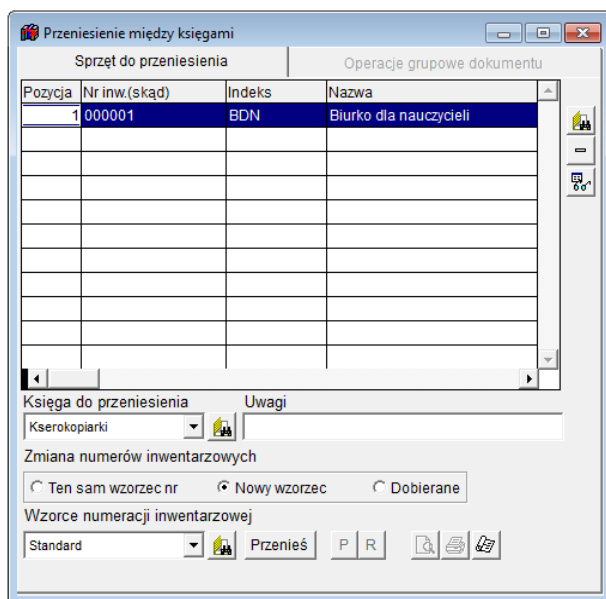 Przeniesienie między księgami
Sprzęt do przeniesienia Operacje grupowe dokumentu
Pozycja Nr inw.(skąd) Indeks Nazwa
1 000001 BDN Biurko dla nauczycieli
Księga do przeniesienia Uwagi
Kserokopiarki
Zmiana numerów inwentarzowych
Ten sam wzorzec nr Nowy wzorzec Dobierane
Wzorce numeracji inwentarzowej
Standard Przenieś P R